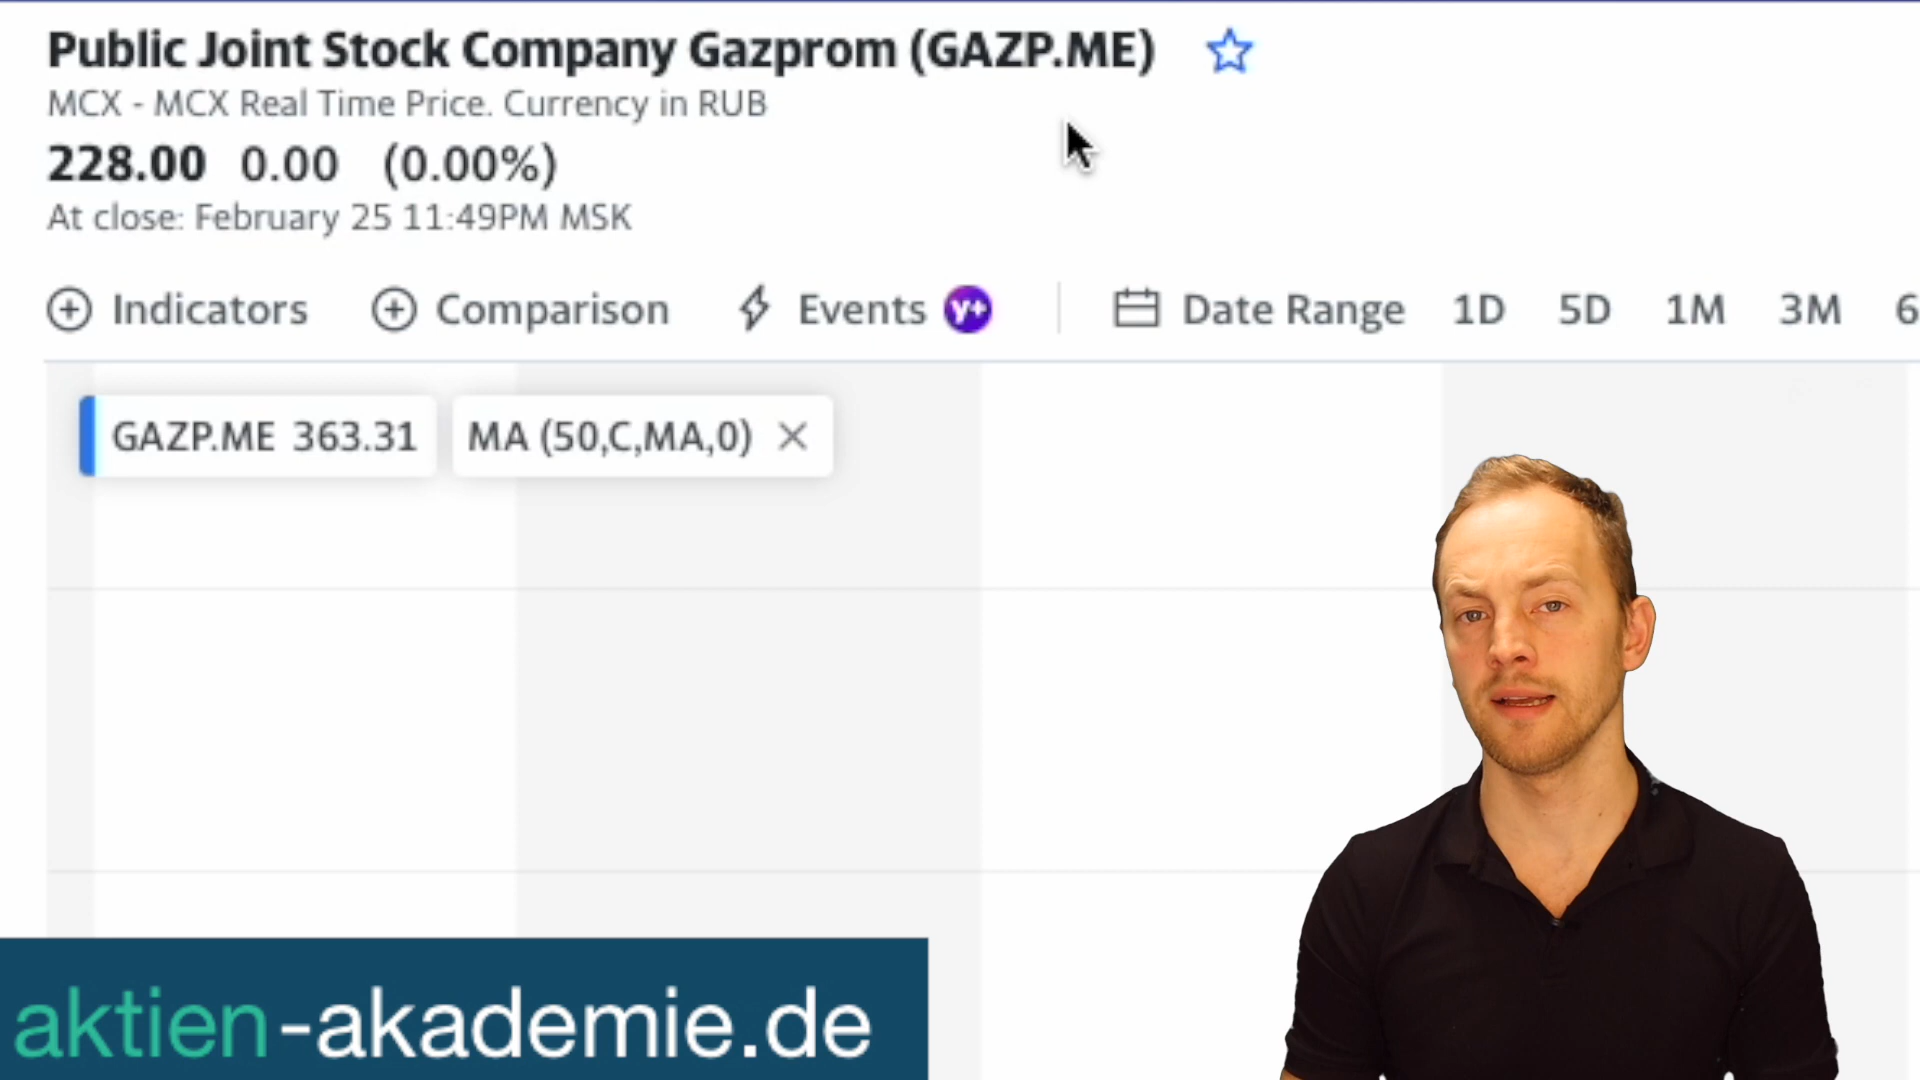 Public Joint Stock Company Gazprom (GAZP.ME)
MCX - MCX Real Time Price. Currency in RUB
228.00 0.00 (0.00%)
At close: February 25 11:49PM MSK
Indicators Comparison Events y+ Date Range 1D 5D 1M 3M 6
GAZP.ME 363.31 MA (50,C,MA,0)
aktien-akademie.de